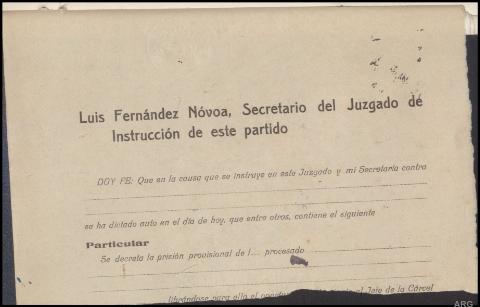 Luis Fernández Nóvoa, Secretario del Juzgado de
Instrucción de este partido
DOY FE: Que en la causa que se instruye en este Juzgado y mi Secretaría contra
se ha dictado auto en el día de hoy, que entre otros, contiene el siguiente
Particular
Se decreta la prisión provisional de l... procesado
librándose para ello el al Jefe de la Cárcel
ARG